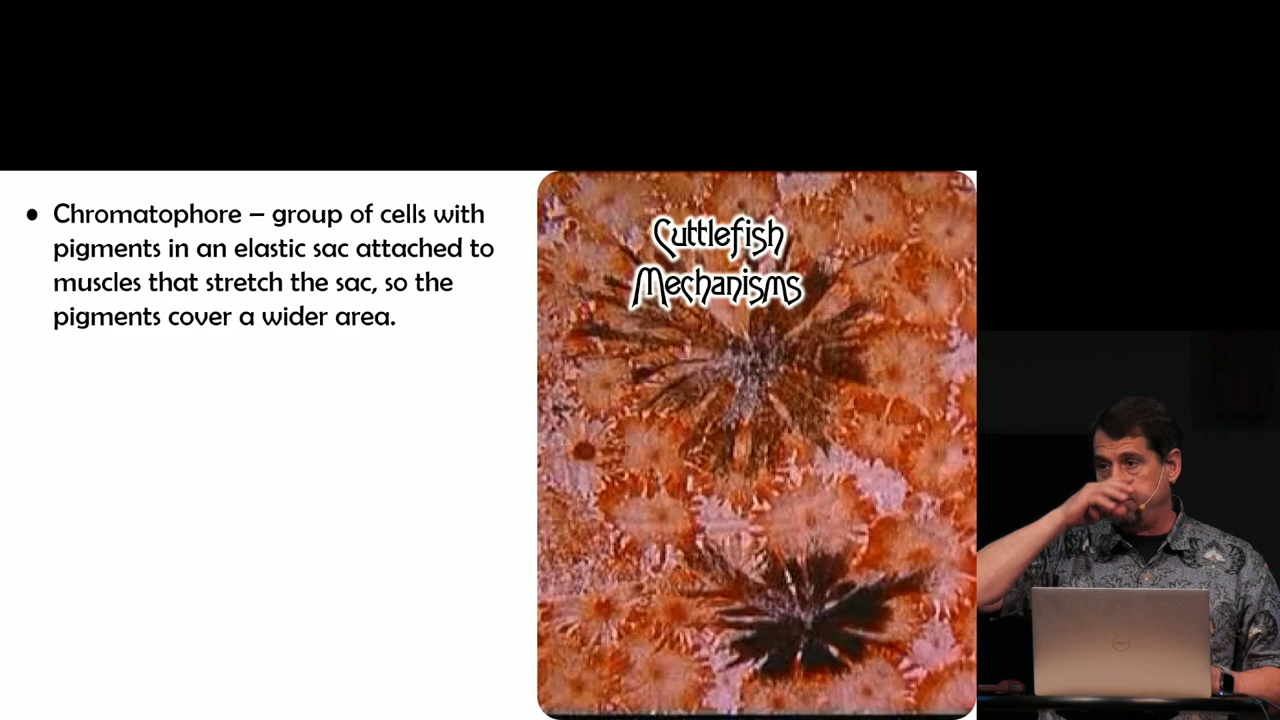 • Chromatophore – group of cells with
pigments in an elastic sac attached to
muscles that stretch the sac, so the
pigments cover a wider area.
Cuttlefish
Mechanisms
DELL